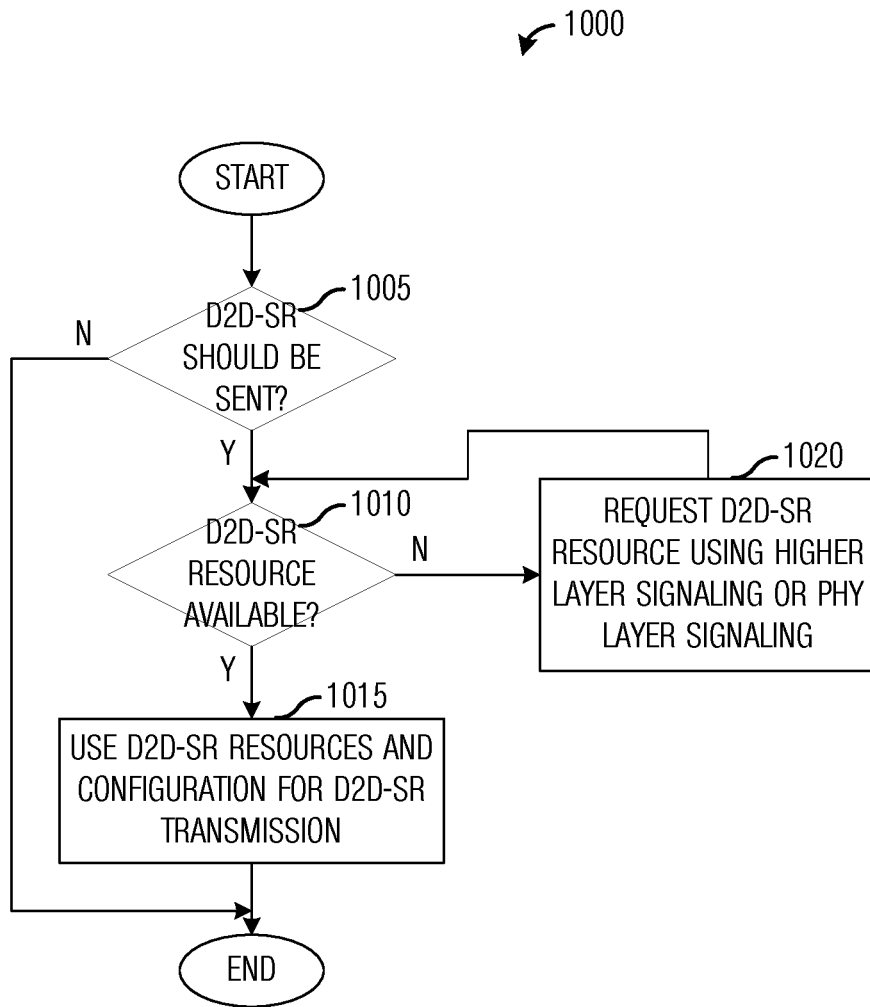 1000
START
1005
D2D-SR
SHOULD BE
SENT?
N
Y
1010
D2D-SR
RESOURCE
AVAILABLE?
N
1020
REQUEST D2D-SR
RESOURCE USING HIGHER
LAYER SIGNALING OR PHY
LAYER SIGNALING
Y
1015
USE D2D-SR RESOURCES AND
CONFIGURATION FOR D2D-SR
TRANSMISSION
END